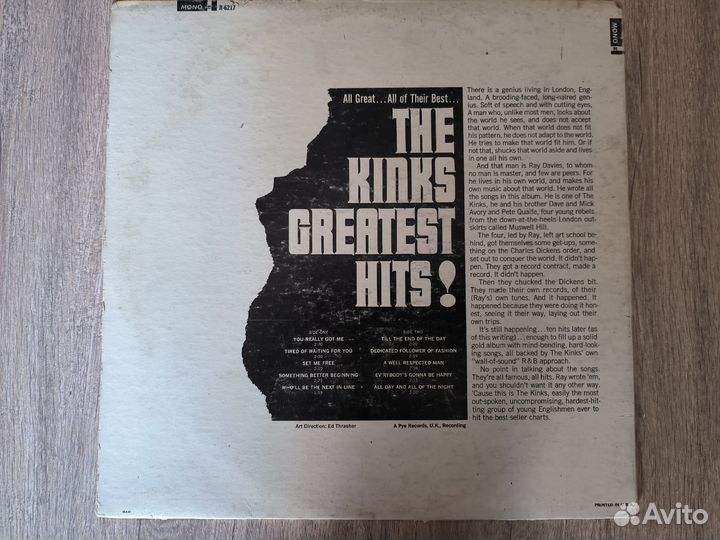 MONO R-6217
MONO
All Great...All of Their Best...
THE
KINKS
GREATEST
HITS!
SIDE ONE
YOU REALLY GOT ME
2:20
TIRED OF WAITING FOR YOU
2:30
SET ME FREE
2:12
SOMETHING BETTER BEGINNING
2:23
WHO'LL BE THE NEXT IN LINE
1:59
SIDE TWO
TILL THE END OF THE DAY
2:20
DEDICATED FOLLOWER OF FASHION
2:59
A WELL RESPECTED MAN
EV'RYBODY'S GONNA BE HAPPY
ALL DAY AND ALL OF THE NIGHT
2:20
Art Direction: Ed Thrasher
A Pye Records, U.K., Recording
There is a genius living in London, Eng-
land. A brooding-faced, long-haired gen-
ius. Soft of speech and with cutting eyes,
A man who, unlike most men, looks about
the world he sees, and does not accept
that world. When that world does not fit
his pattern, he does not adapt to the world.
He tries to make that world fit him. Or if
not that, shucks that world aside and lives
in one all his own.
And that man is Ray Davies, to whom
no man is master, and few are peers. For
he lives in his own world, and makes his
own music about that world. He wrote all
the songs in this album. He is one of The
Kinks, he and his brother Dave and Mick
Avory and Pete Quaife, four young rebels
from the down-at-the-heels London out-
skirts called Muswell Hill.
The four, led by Ray, left art school be-
hind, got themselves some get-ups, some-
thing on the Charles Dickens order, and
set out to conquer the world. It didn't hap-
pen. They got a record contract, made a
record. It didn't happen.
Then they chucked the Dickens bit.
They made their own records, of their
(Ray's) own tunes. And it happened. It
happened because they were doing it hon-
est, seeing it their way, laying out their
own trips.
It's still happening...ten hits later (as
of this writing)...enough to fill up a solid
gold album with mind-bending, hard-look-
ing songs, all backed by The Kinks' own
"wall-of-sound" R&B approach.
No point in talking about the songs.
They're all famous, all hits. Ray wrote 'em,
and you shouldn't want it any other way.
'Cause this is The Kinks, easily the most
out-spoken, uncompromising, hardest-hit-
ting group of young Englishmen ever to
hit the best seller charts.
PRINTED IN
Avito